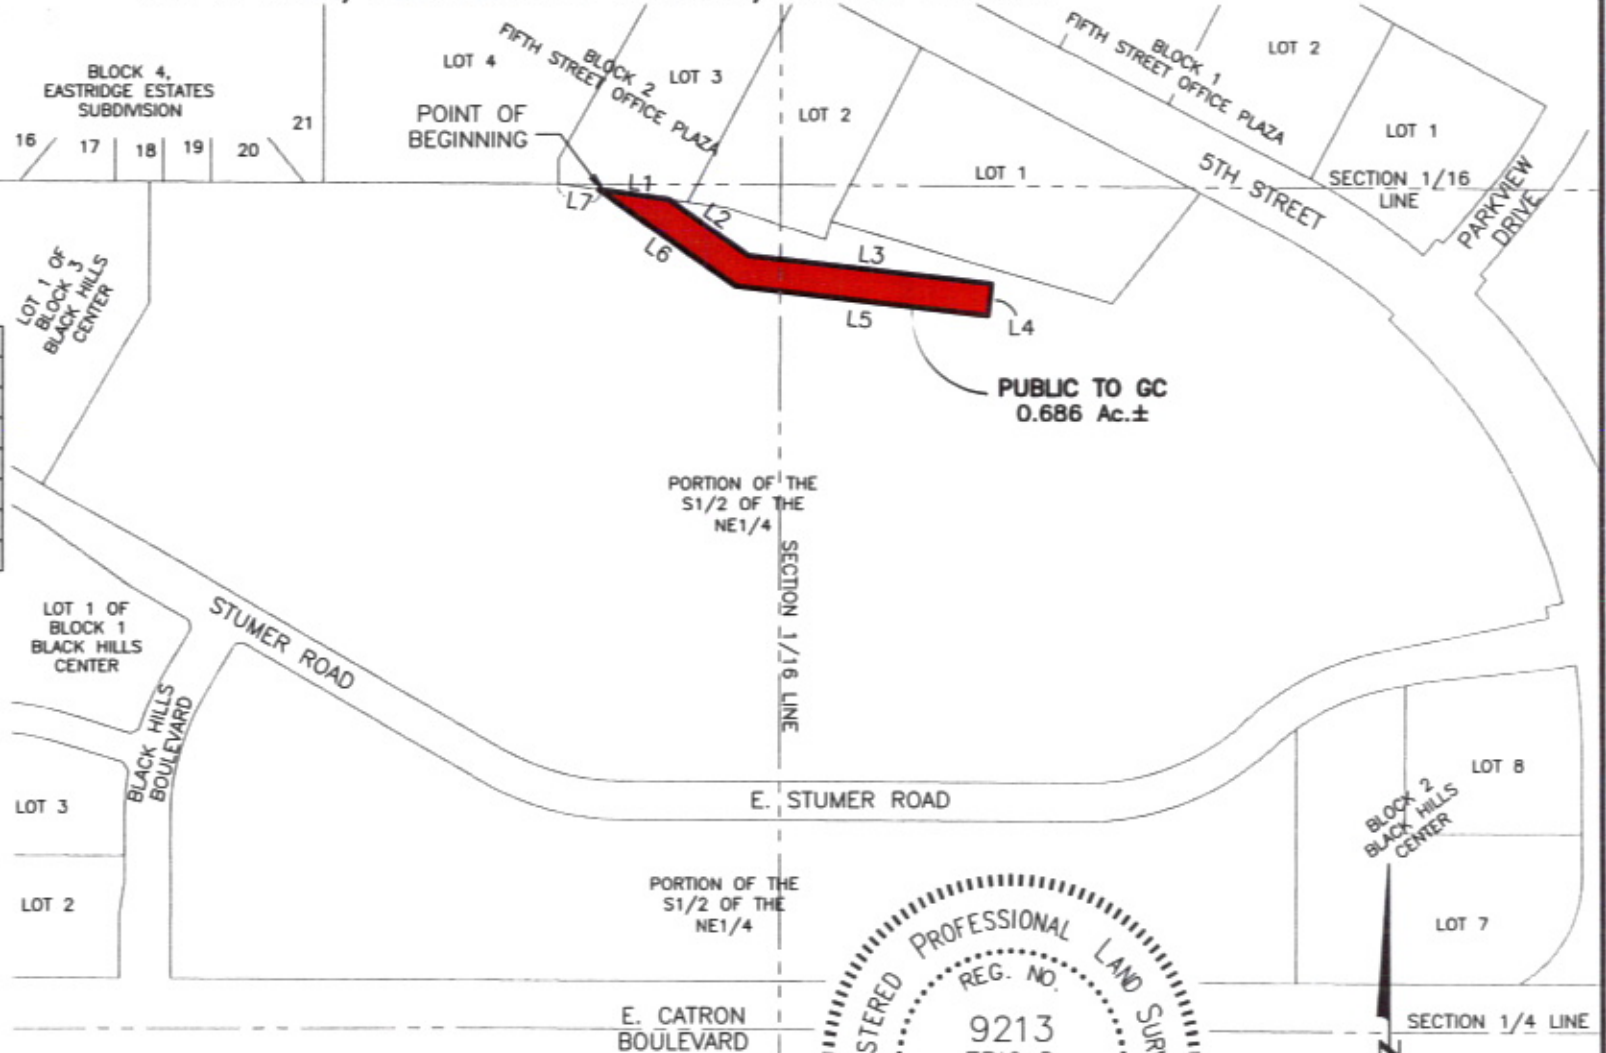 BLOCK 4,
EASTRIDGE ESTATES
SUBDIVISION
16
17
18
19
20
21
LOT 4
BLOCK 2
FIFTH STREET OFFICE PLAZA
LOT 3
LOT 2
LOT 1
BLOCK 1
FIFTH STREET OFFICE PLAZA
LOT 2
LOT 1
POINT OF
BEGINNING
5TH STREET
SECTION 1/16
LINE
PARKVIEW
DRIVE
L1
L2
L3
L4
L5
L6
L7
PUBLIC TO GC
0.686 Ac.±
LOT 1 OF
BLOCK 3
BLACK HILLS
CENTER
PORTION OF THE
S1/2 OF THE
NE1/4
SECTION 1/16 LINE
LOT 1 OF
BLOCK 1
BLACK HILLS
CENTER
STUMER ROAD
BLACK HILLS
BOULEVARD
LOT 3
LOT 2
E. STUMER ROAD
BLOCK 2
BLACK HILLS
CENTER
LOT 8
LOT 7
PORTION OF THE
S1/2 OF THE
NE1/4
PROFESSIONAL LAND
REG. NO.
9213
E. CATRON
BOULEVARD
SECTION 1/4 LINE
N